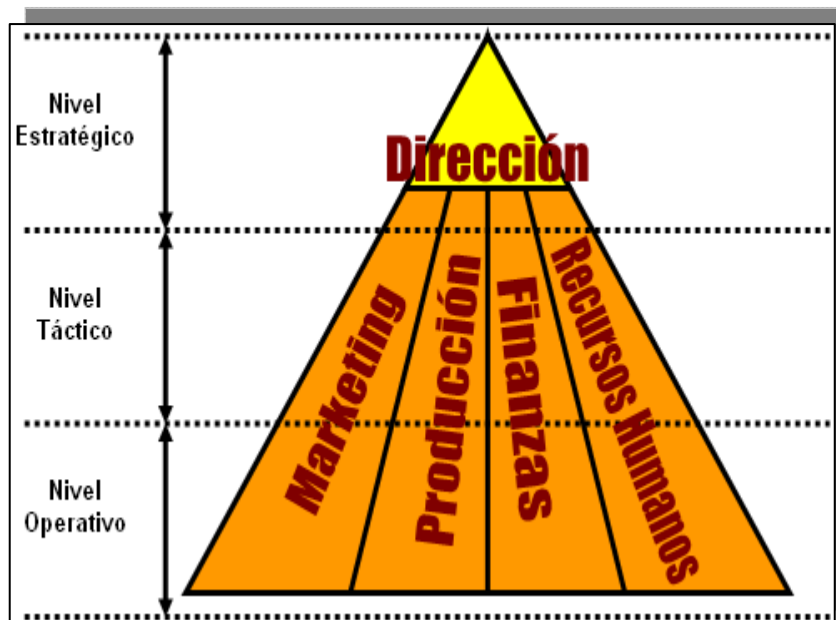 Nivel
Estratégico
Dirección
Nivel
Táctico
Marketing
Producción
Finanzas
Recursos Humanos
Nivel
Operativo